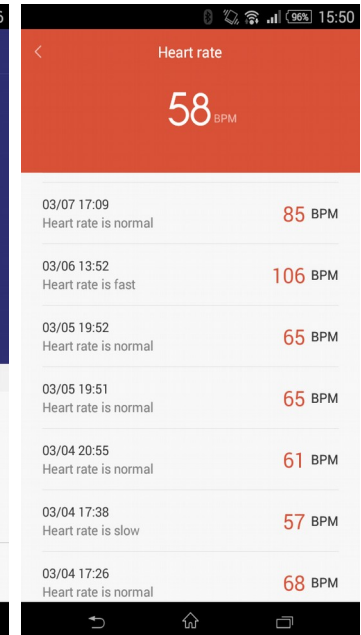 96% 15:50
Heart rate
58 BPM
03/07 17:09
Heart rate is normal
85 BPM
03/06 13:52
Heart rate is fast
106 BPM
03/05 19:52
Heart rate is normal
65 BPM
03/05 19:51
Heart rate is normal
65 BPM
03/04 20:55
Heart rate is normal
61 BPM
03/04 17:38
Heart rate is slow
57 BPM
03/04 17:26
Heart rate is normal
68 BPM